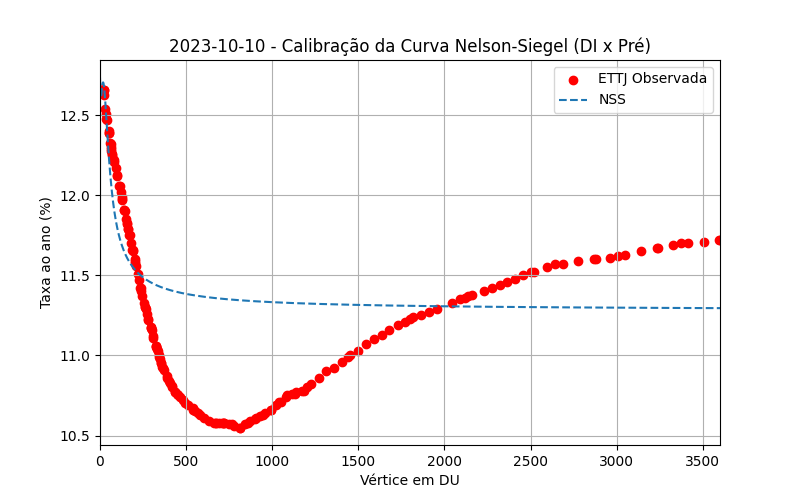 2023-10-10 - Calibração da Curva Nelson-Siegel (DI x Pré)
ETTJ Observada
NSS
Taxa ao ano (%)
12.5
12.0
11.5
11.0
10.5
0 500 1000 1500 2000 2500 3000 3500
Vértice em DU